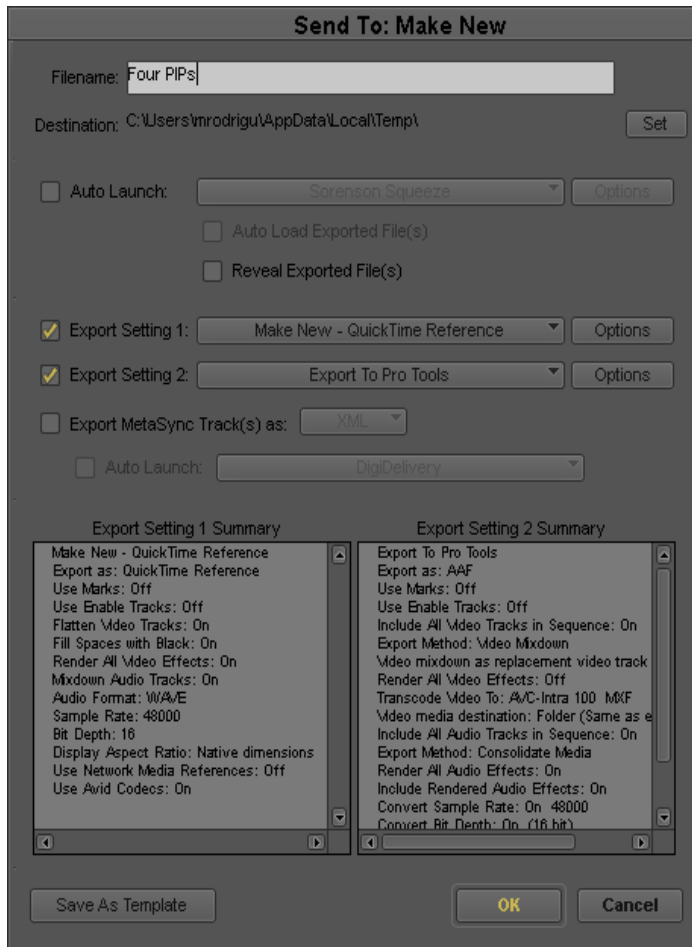 Send To: Make New
Filename: Four PIPs
Destination: C:\Users\mrodrigu\AppData\Local\Temp\ Set
Auto Launch: Sorenson Squeeze Options
Auto Load Exported File(s)
Reveal Exported File(s)
Export Setting 1: Make New - QuickTime Reference Options
Export Setting 2: Export To Pro Tools Options
Export MetaSync Track(s) as: XML
Auto Launch: DigiDelivery
Export Setting 1 Summary
Make New - QuickTime Reference
Export as: QuickTime Reference
Use Marks: Off
Use Enable Tracks: Off
Flatten Video Tracks: On
Fill Spaces with Black: On
Render All Video Effects: On
Mixdown Audio Tracks: On
Audio Format: WAVE
Sample Rate: 48000
Bit Depth: 16
Display Aspect Ratio: Native dimensions
Use Network Media References: Off
Use Avid Codecs: On
Export Setting 2 Summary
Export To Pro Tools
Export as: AAF
Use Marks: Off
Use Enable Tracks: Off
Include All Video Tracks in Sequence: On
Export Method: Video Mixdown
Video mixdown as replacement video track
Render All Video Effects: Off
Transcode Video To: AVC-Intra 100 MXF
Video media destination: Folder (Same as e
Include All Audio Tracks in Sequence: On
Export Method: Consolidate Media
Render All Audio Effects: On
Include Rendered Audio Effects: On
Convert Sample Rate: On 48000
Convert Bit Depth: On (16 bit)
Save As Template OK Cancel